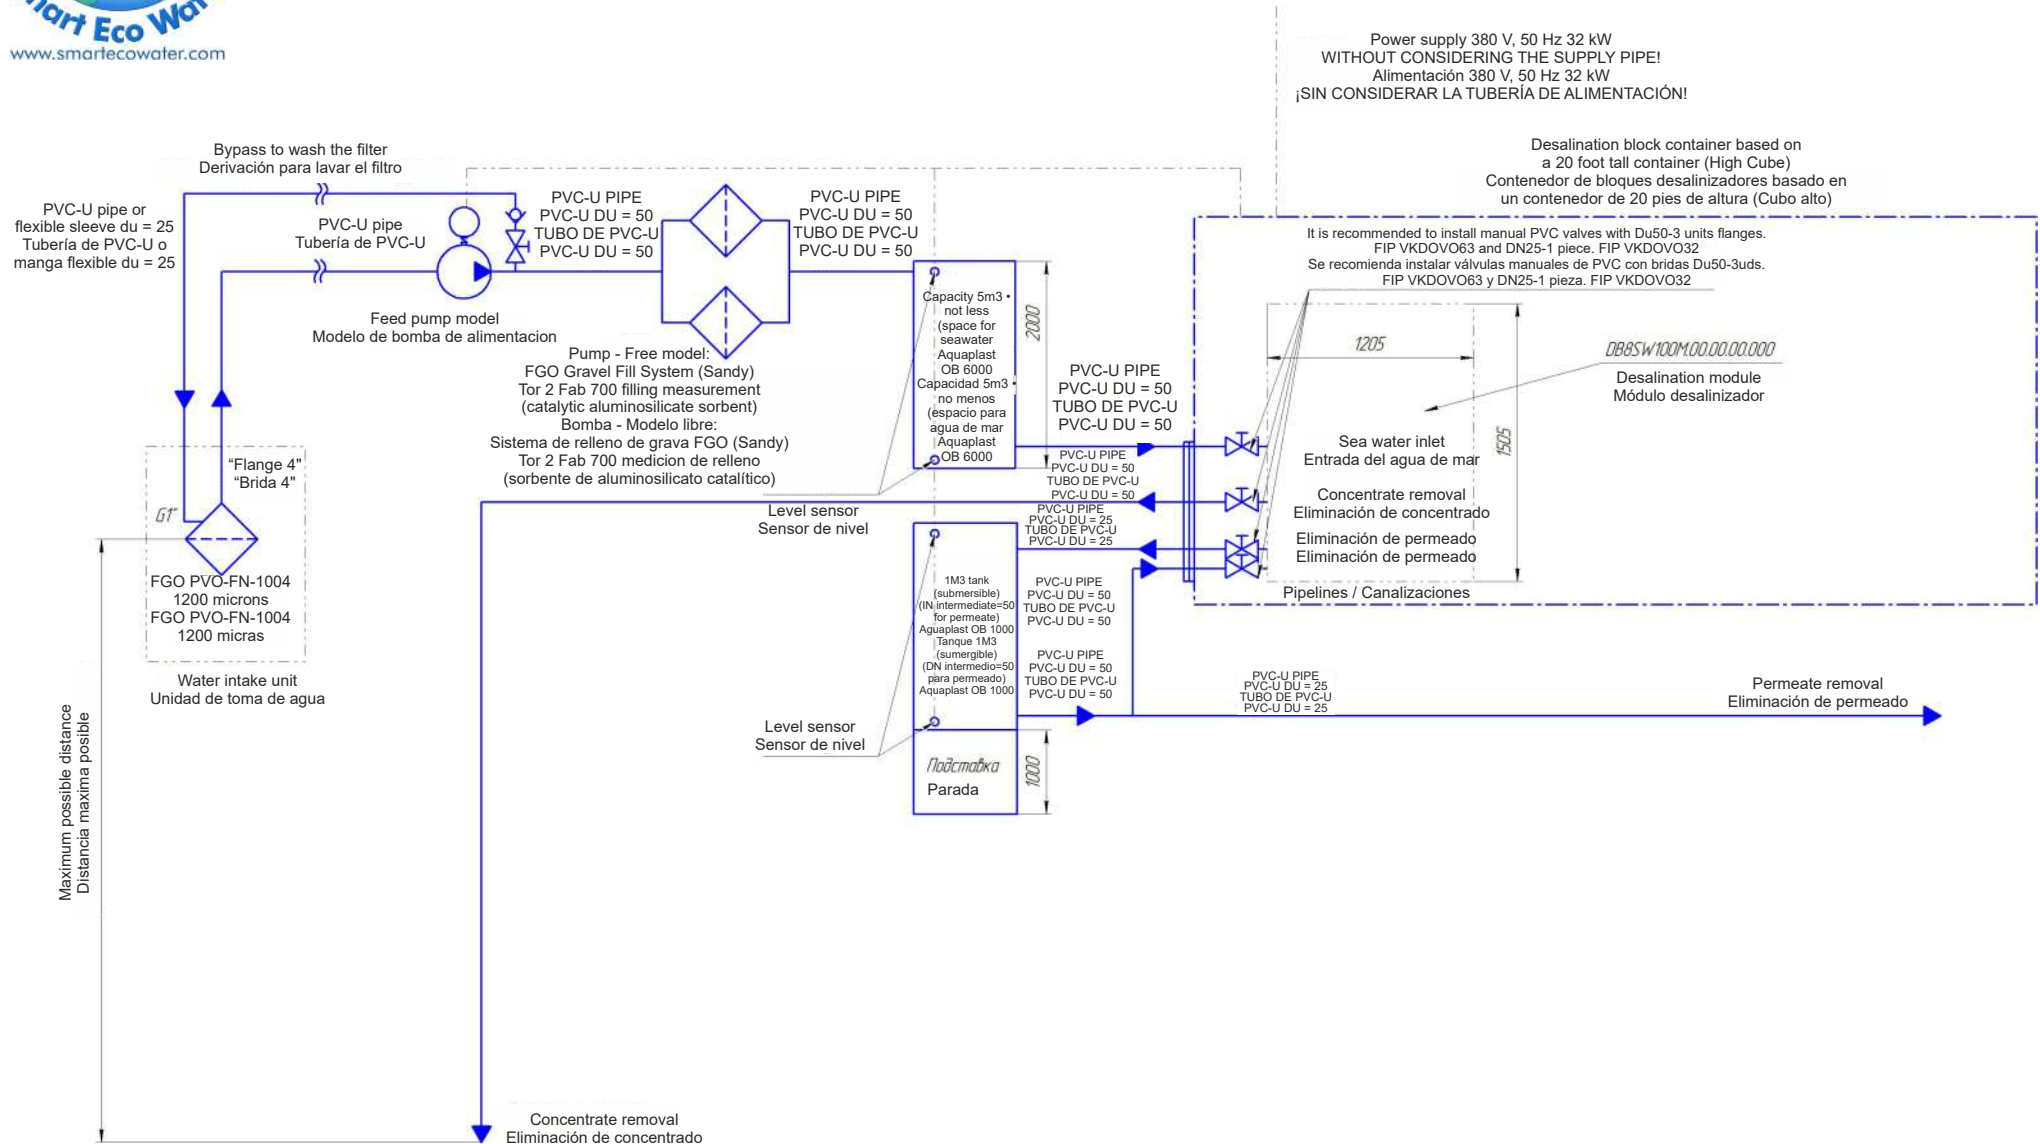 Smart Eco Water
www.smartecowater.com
Power supply 380 V, 50 Hz 32 kW
WITHOUT CONSIDERING THE SUPPLY PIPE!
Alimentación 380 V, 50 Hz 32 kW
¡SIN CONSIDERAR LA TUBERÍA DE ALIMENTACIÓN!
Desalination block container based on
a 20 foot tall container (High Cube)
Contenedor de bloques desalinizadores basado en
un contenedor de 20 pies de altura (Cubo alto)
Bypass to wash the filter
Derivación para lavar el filtro
PVC-U pipe or
flexible sleeve du = 25
Tubería de PVC-U o
manga flexible du = 25
PVC-U pipe
Tubería de PVC-U
PVC-U PIPE
PVC-U DU = 50
TUBO DE PVC-U
PVC-U DU = 50
PVC-U PIPE
PVC-U DU = 50
TUBO DE PVC-U
PVC-U DU = 50
It is recommended to install manual PVC valves with Du50-3 units flanges.
FIP VKDOVO63 and DN25-1 piece. FIP VKDOVO32
Se recomienda instalar válvulas manuales de PVC con bridas Du50-3uds.
FIP VKDOVO63 y DN25-1 pieza. FIP VKDOVO32
Feed pump model
Modelo de bomba de alimentacion
Pump - Free model:
FGO Gravel Fill System (Sandy)
Tor 2 Fab 700 filling measurement
(catalytic aluminosilicate sorbent)
Bomba - Modelo libre:
Sistema de relleno de grava FGO (Sandy)
Tor 2 Fab 700 medicion de relleno
(sorbente de aluminosilicato catalítico)
Capacity 5m3 •
not less
(space for
seawater
Aquaplast
OB 6000
Capacidad 5m3 •
no menos
(espacio para
agua de mar
Aquaplast
OB 6000
2000
PVC-U PIPE
PVC-U DU = 50
TUBO DE PVC-U
PVC-U DU = 50
1205
1505
DB8SW100M.00.00.00.000
Desalination module
Módulo desalinizador
Sea water inlet
Entrada del agua de mar
Concentrate removal
Eliminación de concentrado
Eliminación de permeado
Eliminación de permeado
Pipelines / Canalizaciones
"Flange 4"
"Brida 4"
G1"
FGO PVO-FN-1004
1200 microns
FGO PVO-FN-1004
1200 micras
Water intake unit
Unidad de toma de agua
Level sensor
Sensor de nivel
PVC-U PIPE
PVC-U DU = 50
TUBO DE PVC-U
PVC-U DU = 50
PVC-U PIPE
PVC-U DU = 25
TUBO DE PVC-U
PVC-U DU = 25
1M3 tank
(submersible)
(IN intermediate=50
for permeate)
Aguaplast OB 1000
Tanque 1M3
(sumergible)
(DN intermedio=50
para permeado)
Aquaplast OB 1000
PVC-U PIPE
PVC-U DU = 50
TUBO DE PVC-U
PVC-U DU = 50
PVC-U PIPE
PVC-U DU = 50
TUBO DE PVC-U
PVC-U DU = 50
PVC-U PIPE
PVC-U DU = 25
TUBO DE PVC-U
PVC-U DU = 25
Permeate removal
Eliminación de permeado
Level sensor
Sensor de nivel
Подставка
Parada
1000
Maximum possible distance
Distancia maxima posible
Concentrate removal
Eliminación de concentrado